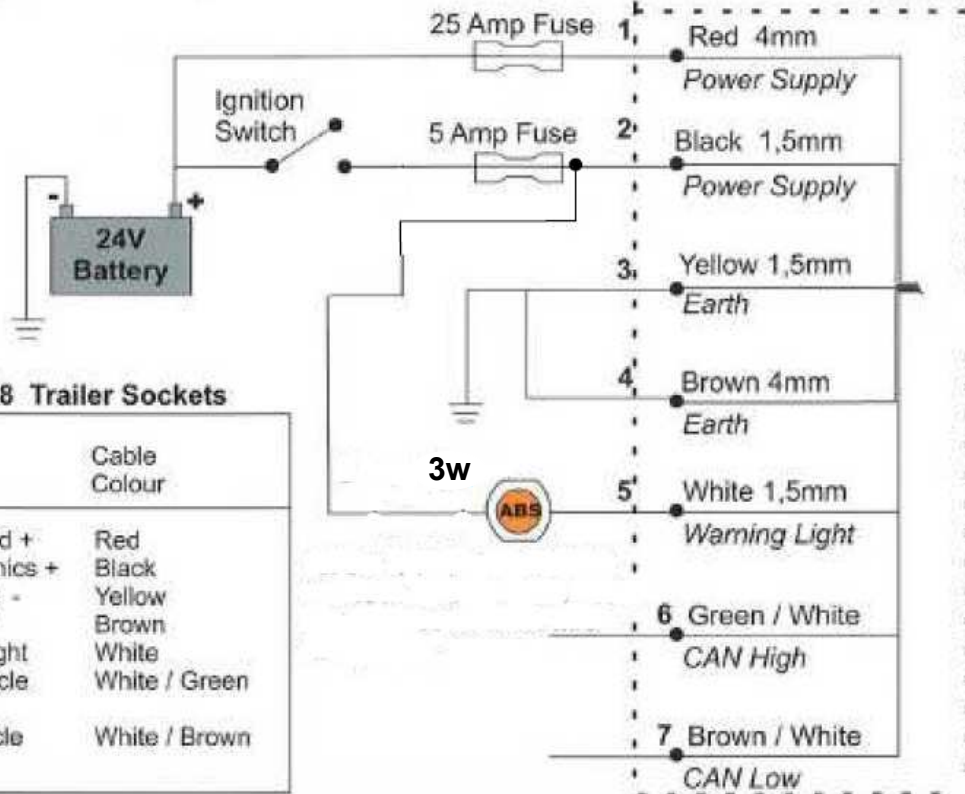 25 Amp Fuse
1
Red 4mm
Power Supply
Ignition
Switch
5 Amp Fuse
2
Black 1,5mm
Power Supply
-
+
24V
Battery
3
Yellow 1,5mm
Earth
4
Brown 4mm
Earth
8 Trailer Sockets
Cable
Colour
d + Red
nics + Black
- Yellow
Brown
ght White
cle White / Green
cle White / Brown
3w
ABS
5
White 1,5mm
Warning Light
6 Green / White
CAN High
7 Brown / White
CAN Low